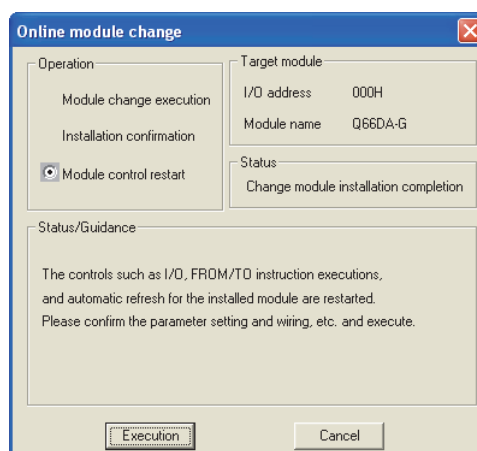 Online module change
Operation
Module change execution
Installation confirmation
Module control restart
Target module
I/O address 000H
Module name Q66DA-G
Status
Change module installation completion
Status/Guidance
The controls such as I/O, FROM/TO instruction executions,
and automatic refresh for the installed module are restarted.
Please confirm the parameter setting and wiring, etc. and execute.
Execution
Cancel